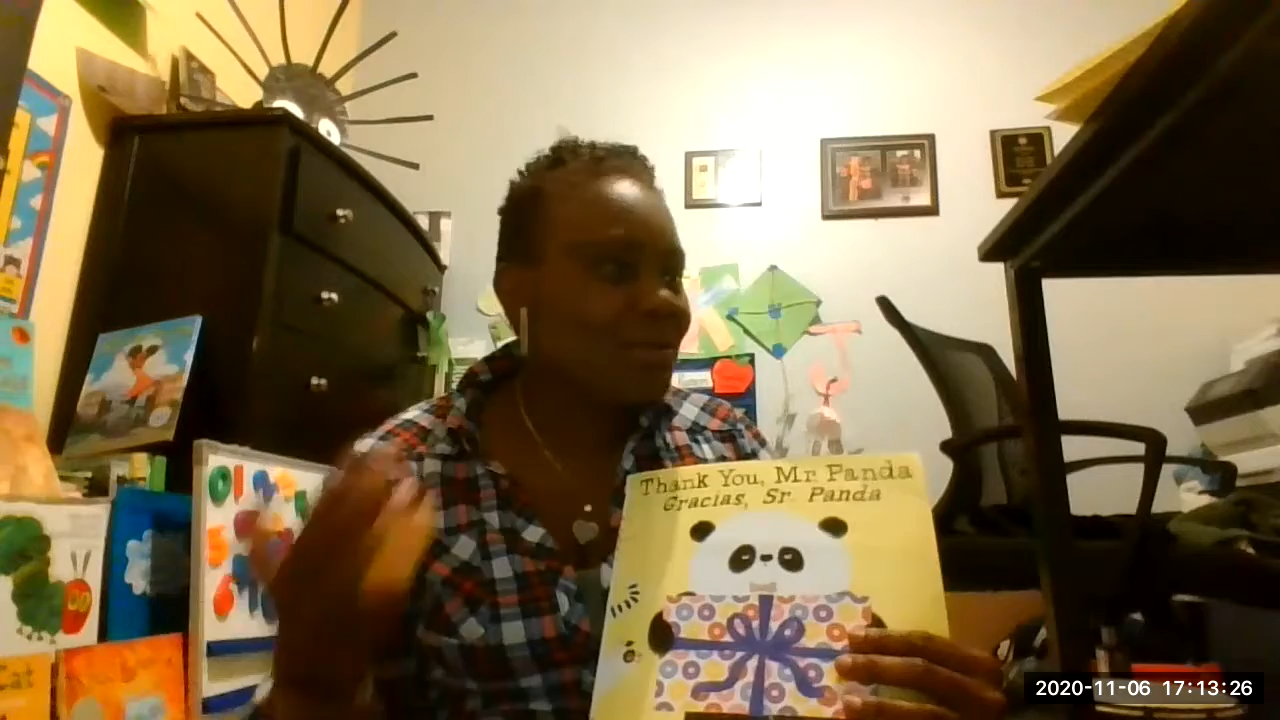 Thank You, Mr. Panda
Gracias, Sr. Panda
Cat
2020-11-06 17:13:26